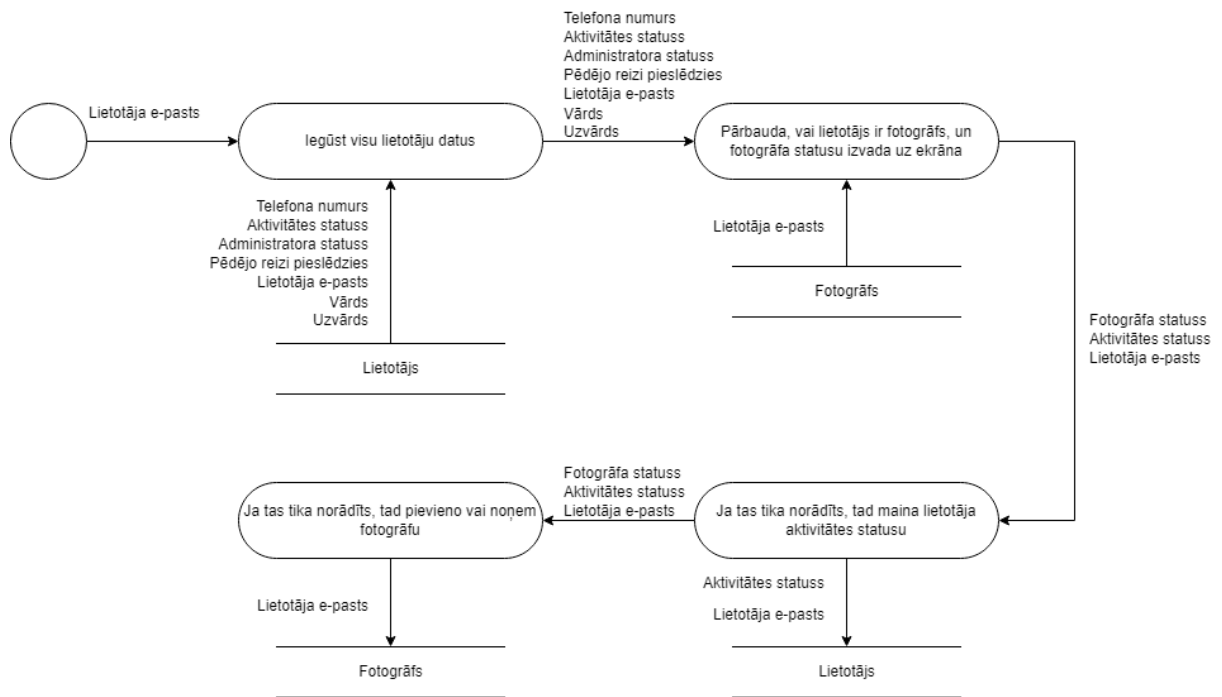 Lietotāja e-pasts
Iegūst visu lietotāju datus
Telefona numurs
Aktivitātes statuss
Administratora statuss
Pēdējo reizi pieslēdzies
Lietotāja e-pasts
Vārds
Uzvārds
Pārbauda, vai lietotājs ir fotogrāfs, un
fotogrāfa statusu izvada uz ekrāna
Telefona numurs
Aktivitātes statuss
Administratora statuss
Pēdējo reizi pieslēdzies
Lietotāja e-pasts
Vārds
Uzvārds
Lietotājs
Lietotāja e-pasts
Fotogrāfs
Fotogrāfa statuss
Aktivitātes statuss
Lietotāja e-pasts
Ja tas tika norādīts, tad maina lietotāja
aktivitātes statusu
Fotogrāfa statuss
Aktivitātes statuss
Lietotāja e-pasts
Ja tas tika norādīts, tad pievieno vai noņem
fotogrāfu
Aktivitātes statuss
Lietotāja e-pasts
Lietotājs
Lietotāja e-pasts
Fotogrāfs